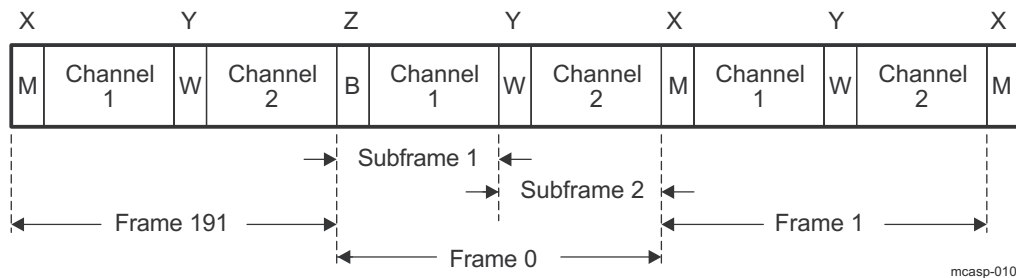 X Y Z Y X Y X
M Channel 1 W Channel 2 B Channel 1 W Channel 2 M Channel 1 W Channel 2 M
Subframe 1
Subframe 2
Frame 191
Frame 1
Frame 0
mcasp-010